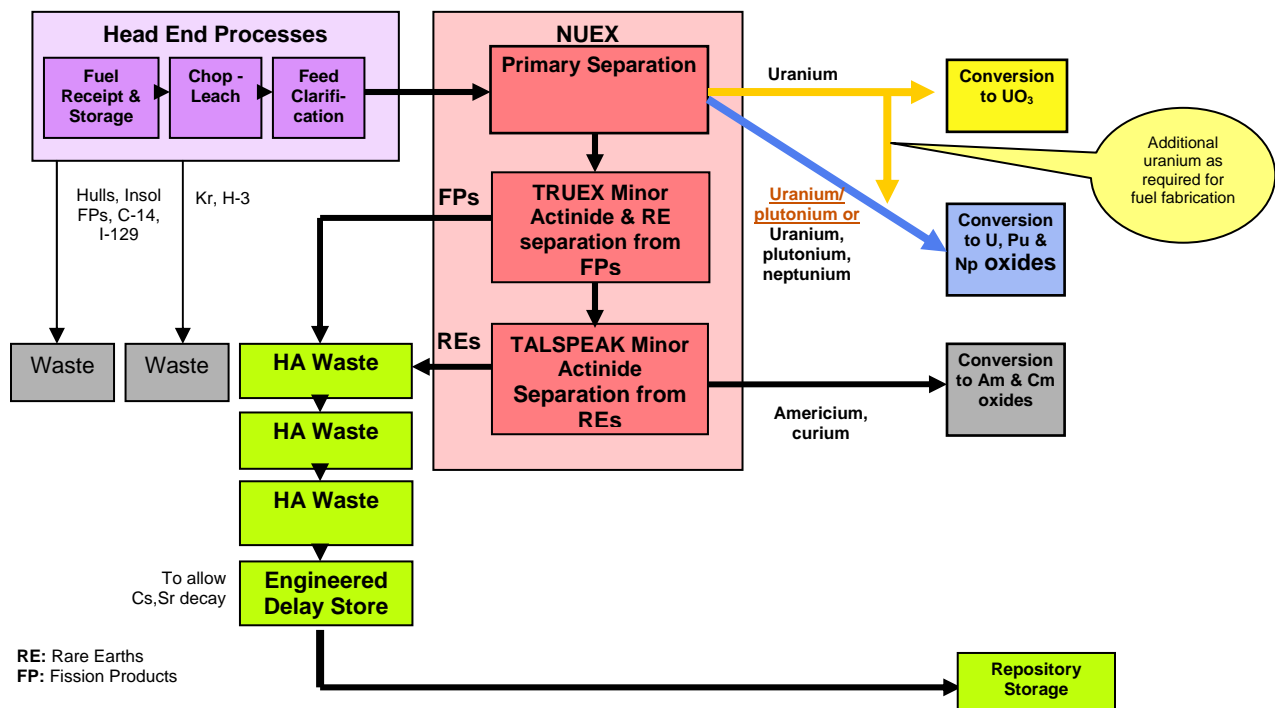 Head End Processes
Fuel
Receipt &
Storage
Chop -
Leach
Feed
Clarifi-
cation
NUEX
Primary Separation
Uranium
Conversion
to UO₃
Additional
uranium as
required for
fuel fabrication
Hulls, Insol
FPs, C-14,
I-129
Kr, H-3
FPs
TRUEX Minor
Actinide & RE
separation from
FPs
Uranium/
plutonium or
Uranium,
plutonium,
neptunium
Conversion
to U, Pu &
Np oxides
Waste
Waste
HA Waste
REs
TALSPEAK Minor
Actinide
Separation from
REs
Americium,
curium
Conversion
to Am & Cm
oxides
HA Waste
HA Waste
To allow
Cs,Sr decay
Engineered
Delay Store
RE: Rare Earths
FP: Fission Products
Repository
Storage